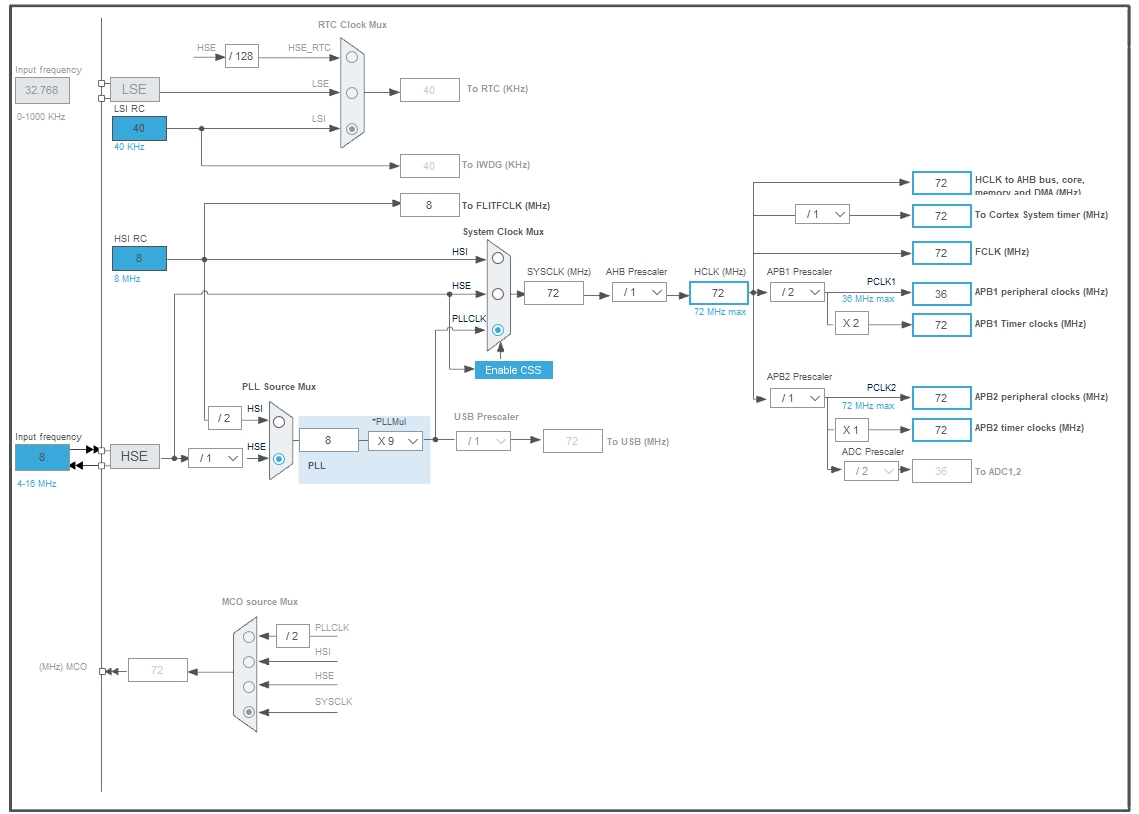 RTC Clock Mux
HSE
/ 128
HSE_RTC
Input frequency
32.768
0-1000 KHz
LSE
LSE
40
To RTC (KHz)
LSI RC
40
40 KHz
LSI
40
To IWDG (KHz)
8
To FLITFCLK (MHz)
HSI RC
8
8 MHz
System Clock Mux
HSI
HSE
PLLCLK
Enable CSS
SYSCLK (MHz)
72
AHB Prescaler
/ 1
HCLK (MHz)
72
72 MHz max
72
HCLK to AHB bus, core,
memory and DMA (MHz)
/ 1
72
To Cortex System timer (MHz)
72
FCLK (MHz)
APB1 Prescaler
/ 2
PCLK1
36 MHz max
36
APB1 peripheral clocks (MHz)
X 2
72
APB1 Timer clocks (MHz)
APB2 Prescaler
/ 1
PCLK2
72 MHz max
72
APB2 peripheral clocks (MHz)
X 1
72
APB2 timer clocks (MHz)
ADC Prescaler
/ 2
36
To ADC1,2
PLL Source Mux
/ 2
HSI
Input frequency
8
4-16 MHz
HSE
/ 1
HSE
8
*PLLMul
X 9
PLL
USB Prescaler
/ 1
72
To USB (MHz)
MCO source Mux
/ 2
PLLCLK
HSI
HSE
SYSCLK
(MHz) MCO
72